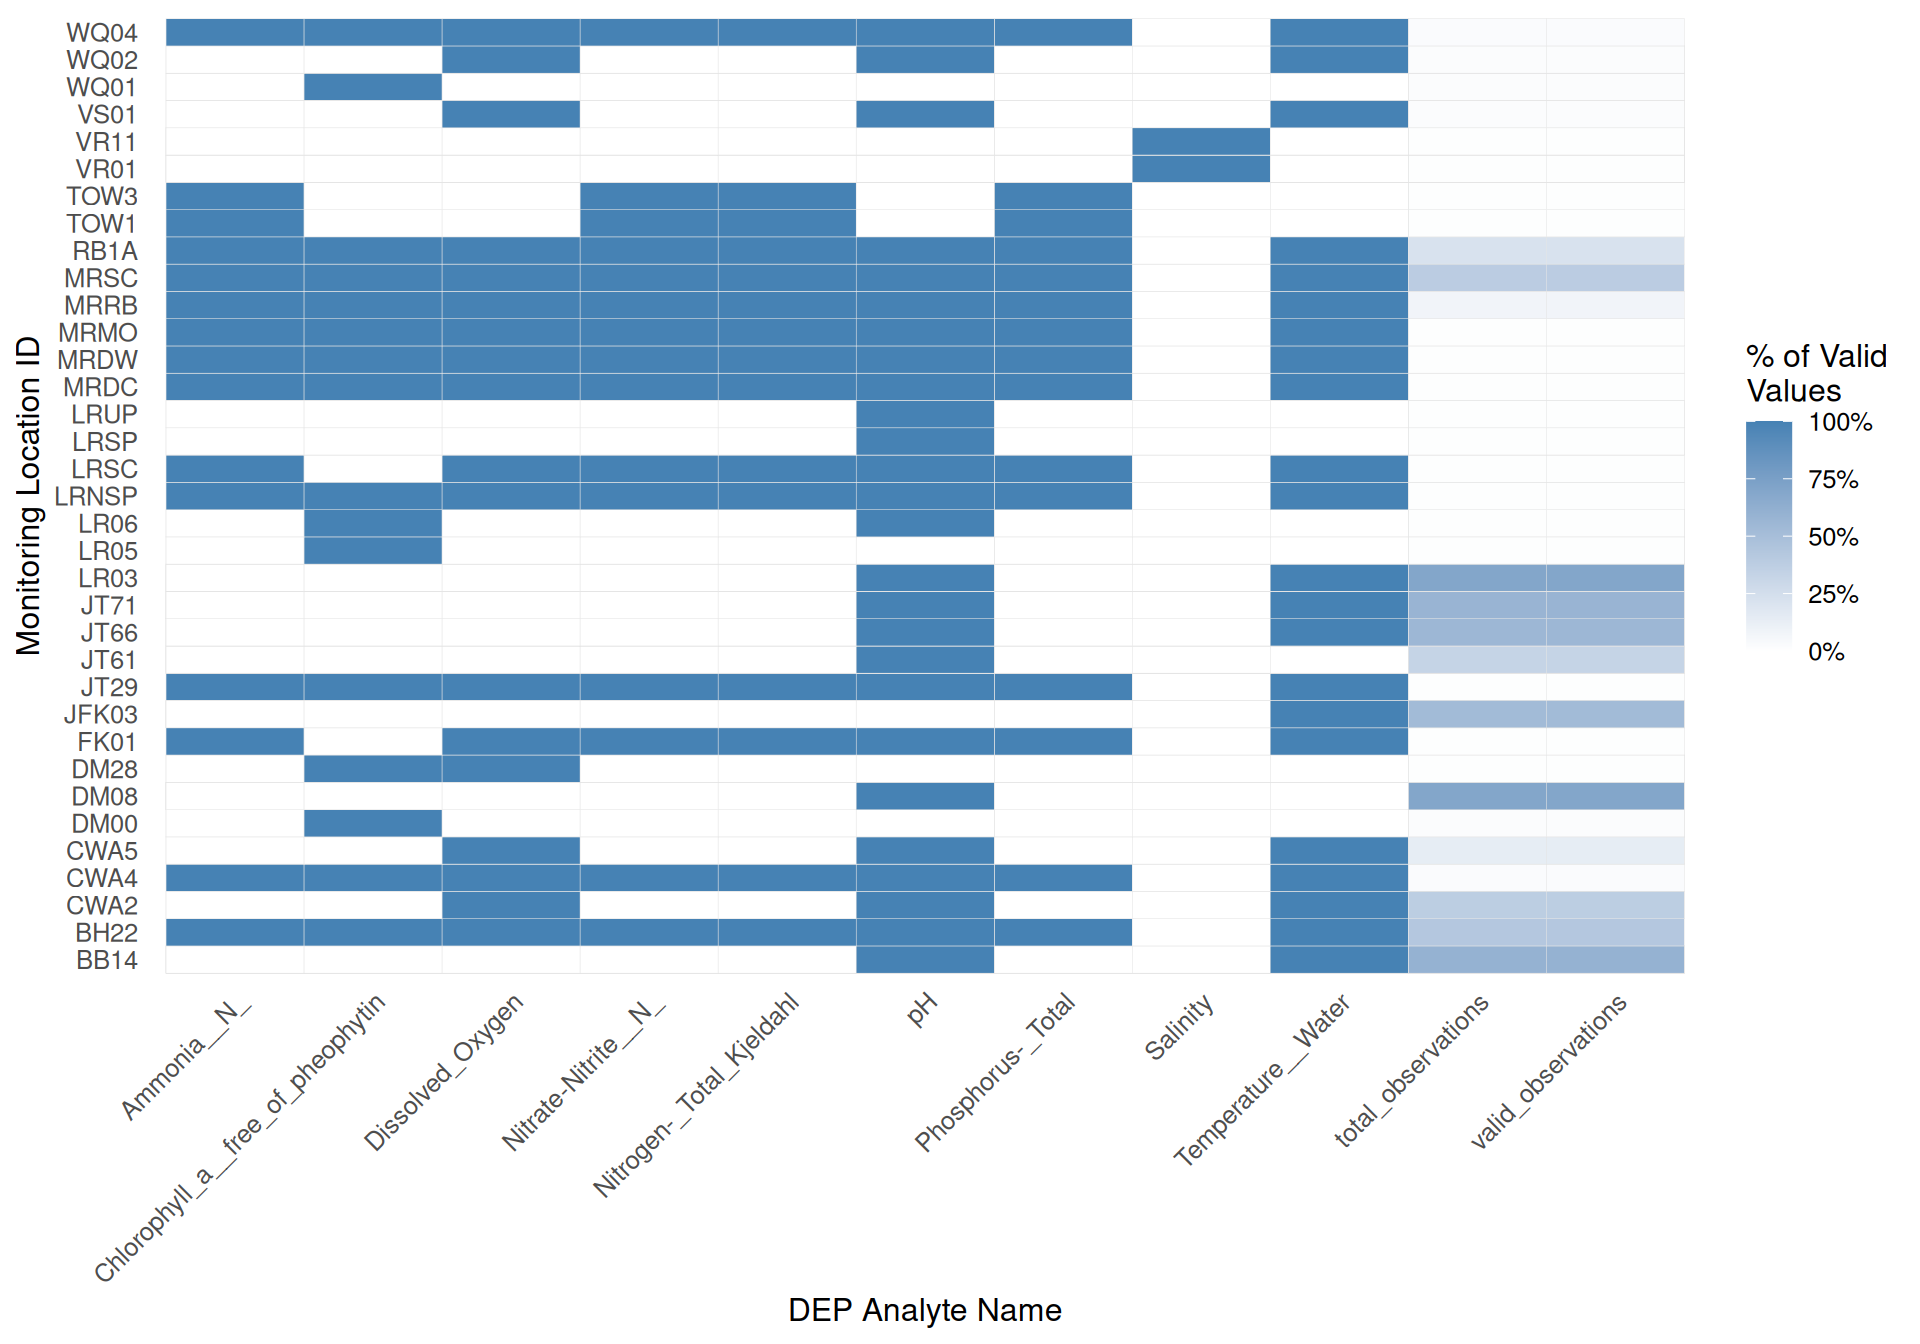 WQ04
WQ02
WQ01
VS01
VR11
VR01
TOW3
TOW1
RB1A
MRSC
MRRB
MRMO
MRDW
MRDC
LRUP
LRSP
LRSC
LRNSP
LR06
LR05
LR03
JT71
JT66
JT61
JT29
JFK03
FK01
DM28
DM08
DM00
CWA5
CWA4
CWA2
BH22
BB14
Monitoring Location ID
Ammonia__N_
Chlorophyll_a__free_of_pheophytin
Dissolved_Oxygen
Nitrate-Nitrite__N_
Nitrogen-_Total_Kjeldahl
pH
Phosphorus-_Total
Salinity
Temperature__Water
total_observations
valid_observations
DEP Analyte Name
% of Valid
Values
100%
75%
50%
25%
0%